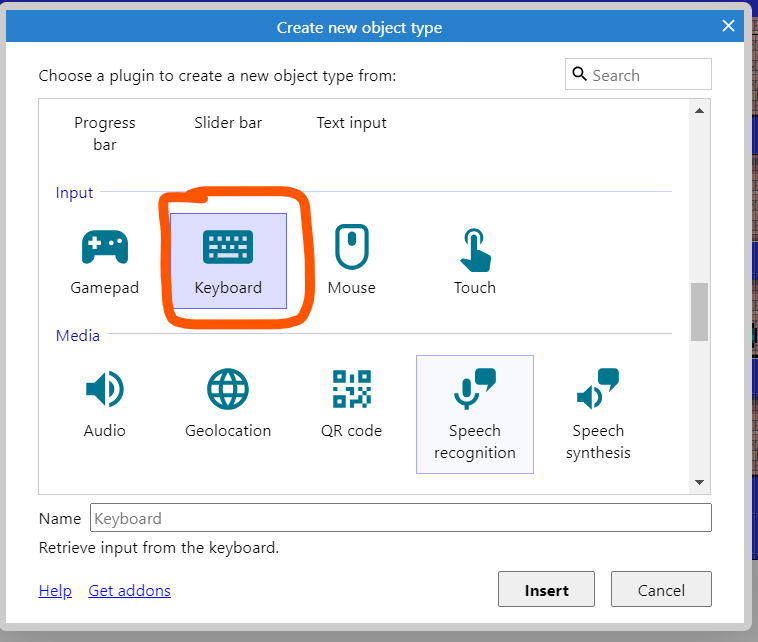 Create new object type
Choose a plugin to create a new object type from:
Search
Progress
bar
Slider bar
Text input
Input
Gamepad
Keyboard
Mouse
Touch
Media
Audio
Geolocation
QR code
Speech
recognition
Speech
synthesis
Name
Keyboard
Retrieve input from the keyboard.
Help
Get addons
Insert
Cancel